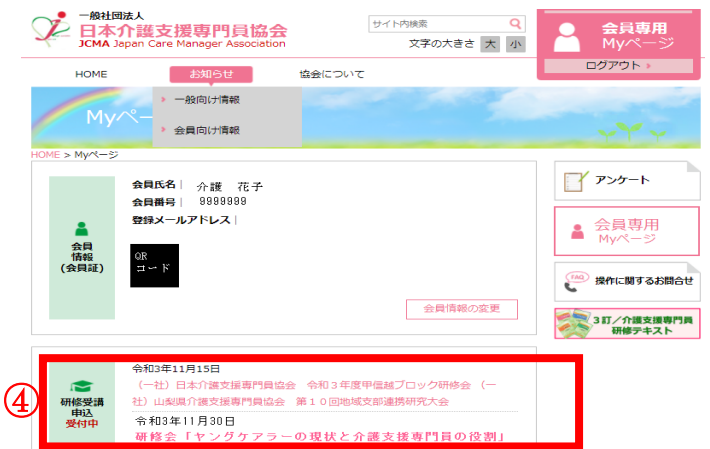 一般社団法人
日本介護支援専門員協会
JCMA Japan Care Manager Association
サイト内検索
文字の大きさ 大 小
会員専用
Myページ
ログアウト
HOME お知らせ 協会について
一般向け情報
会員向け情報
Myペー
HOME > Myページ
会員
情報
(会員証)
会員氏名| 介護 花子
会員番号| 9999999
登録メールアドレス|
QR
コード
会員情報の変更
アンケート
会員専用
Myページ
FAQ 操作に関するお問合せ
3訂/介護支援専門員
研修テキスト
④
研修受講
申込
受付中
令和3年11月15日
(一社)日本介護支援専門員協会 令和3年度甲信越ブロック研修会 (一
社)山梨県介護支援専門員協会 第10回地域支部連携研究大会
令和3年11月30日
研修会「ヤングケアラーの現状と介護支援専門員の役割」